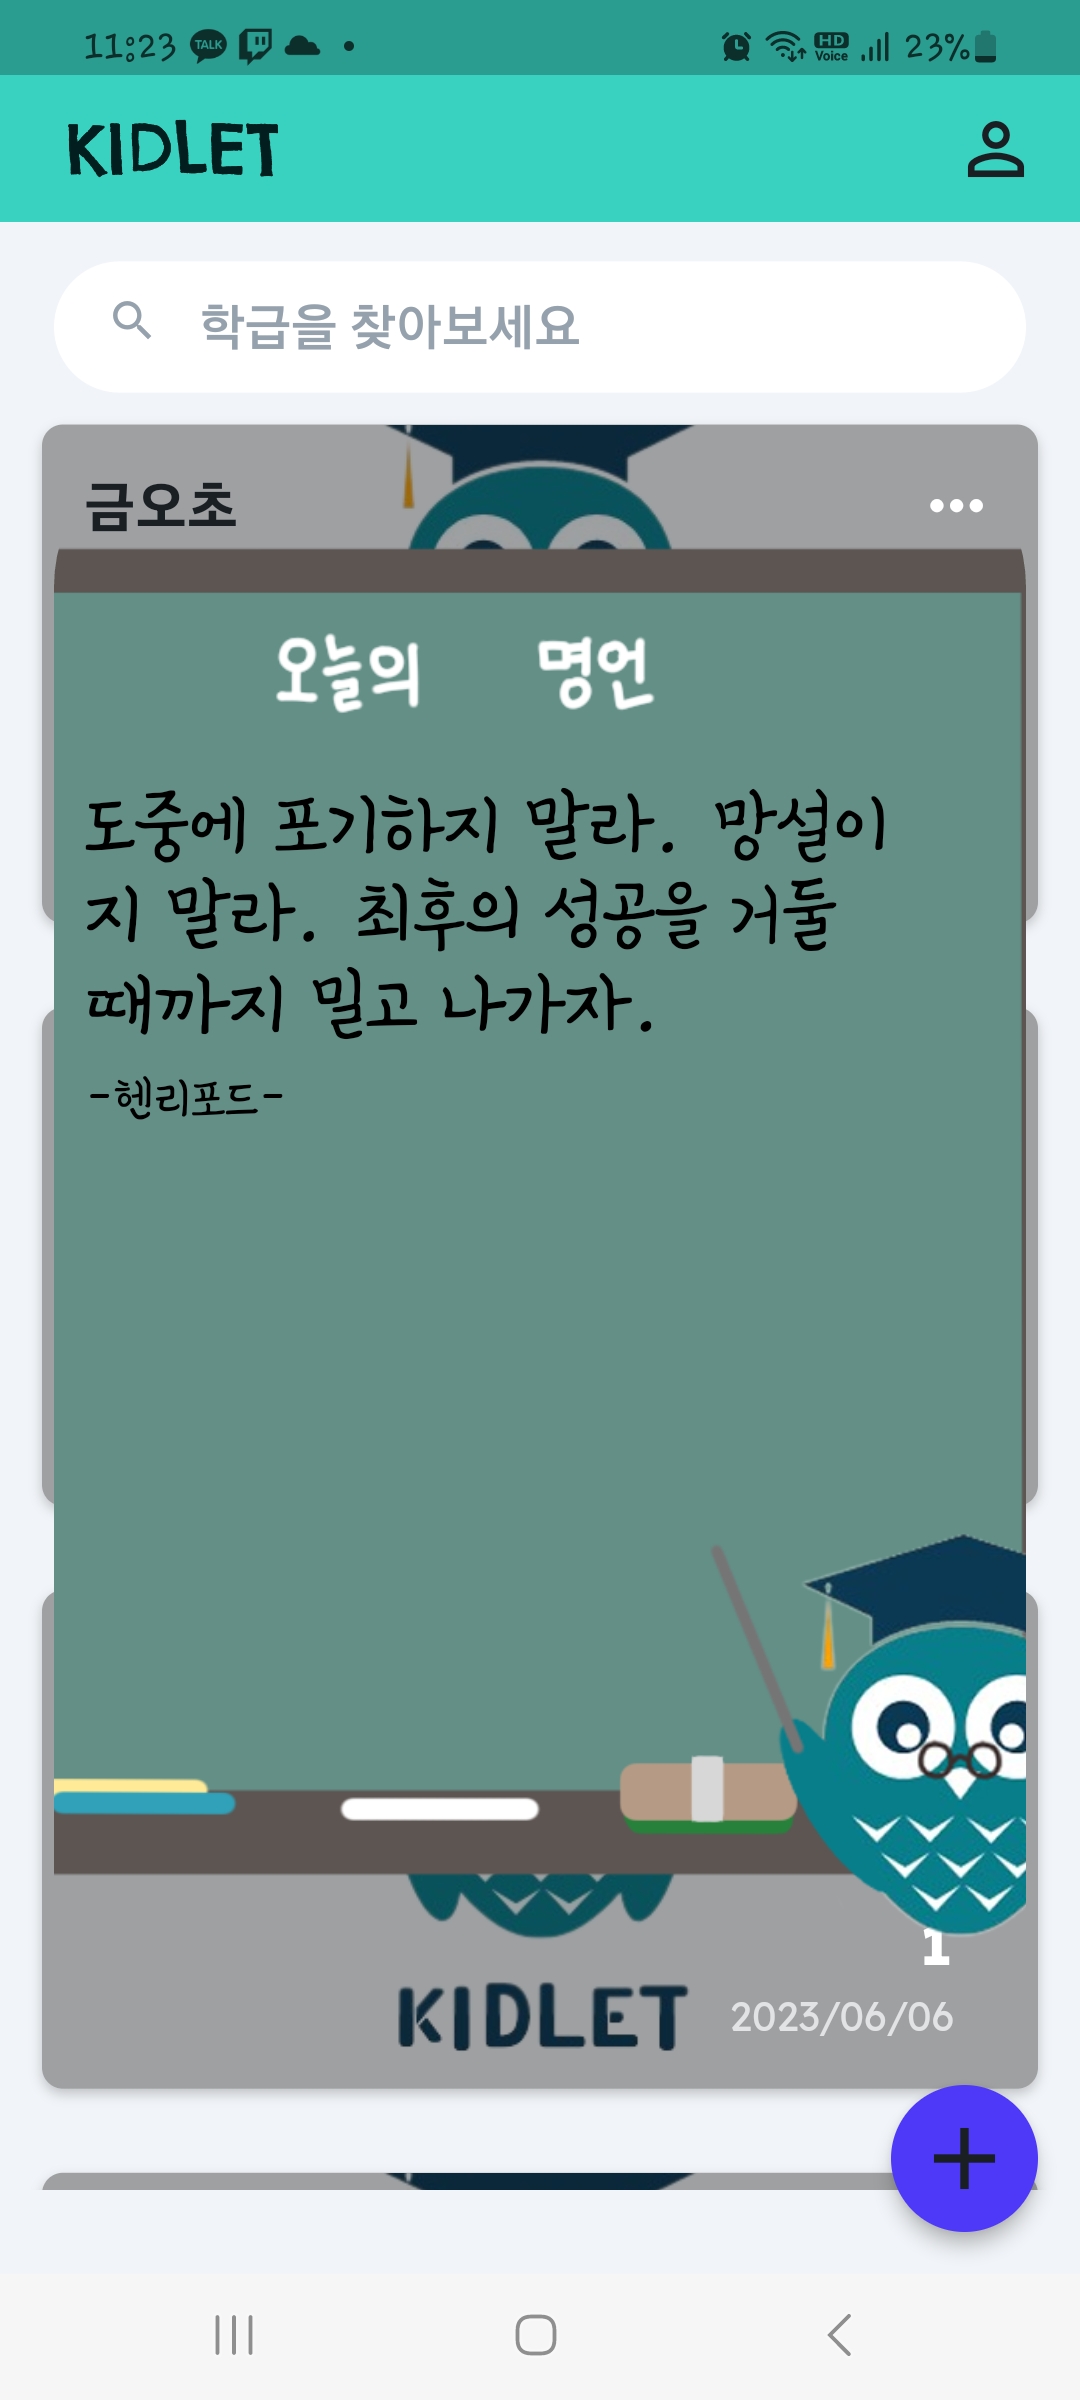 11:23 TALK HD Voice 23%
KIDLET
학급을 찾아보세요
금오초
오늘의 명언
도중에 포기하지 말라. 망설이
지 말라. 최후의 성공을 거둘
때까지 밀고 나가자.
-헨리포드-
1
KIDLET 2023/06/06